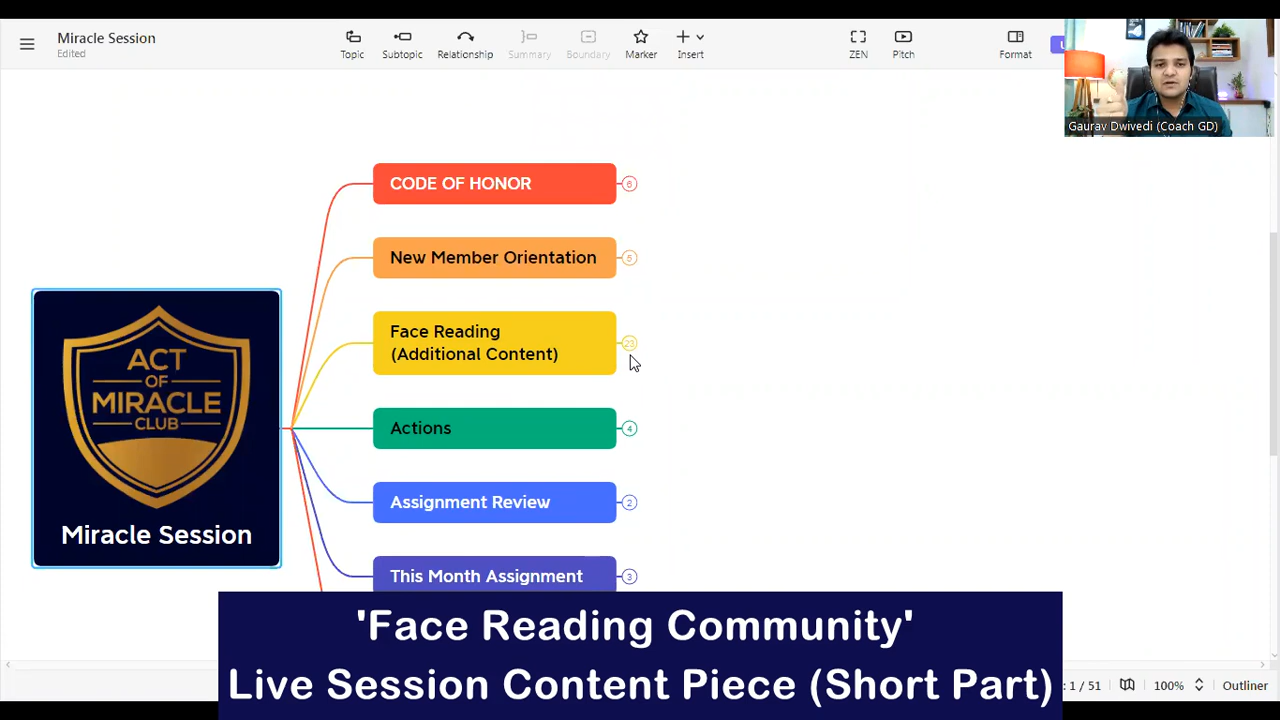 Miracle Session
Edited
Topic
Subtopic
Relationship
Summary
Boundary
Marker
Insert
ZEN
Pitch
Format
Gaurav Dwivedi (Coach GD)
CODE OF HONOR
6
New Member Orientation
5
Face Reading
(Additional Content)
23
Actions
4
Assignment Review
2
This Month Assignment
3
ACT
OF
MIRACLE
CLUB
Miracle Session
'Face Reading Community'
Live Session Content Piece (Short Part)
: 1 / 51
100%
Outliner